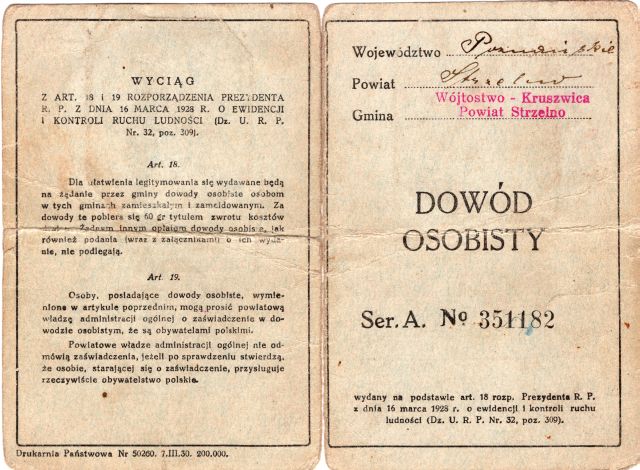 WYCIĄG
Z ART. 18 i 19 ROZPORZĄDZENIA PREZYDENTA
R. P. Z DNIA 16 MARCA 1928 R. O EWIDENCJI
I KONTROLI RUCHU LUDNOŚCI (Dz. U. R. P.
Nr. 32, poz. 309).
Art. 18.
Dla ułatwienia legitymowania się wydawane będą
na żądanie przez gminy dowody osobiste osobom
w tych gminach zamieszkałym i zameldowanym. Za
dowody te pobiera się 60 gr tytułem zwrotu kosztów
Żadnym innym opłatom dowody osobiste, jak
również podania (wraz z załącznikami) o ich wyda-
nie, nie podlegają.
Art. 19.
Osoby, posiadające dowody osobiste, wymie-
nione w artykule poprzednim, mogą prosić powiatową
władzę administracji ogólnej o zaświadczenie w do-
wodzie osobistym, że są obywatelami polskimi.
Powiatowe władze administracji ogólnej nie od-
mówią zaświadczenia, jeżeli po sprawdzeniu stwierdzą,
że osobie, starającej się o zaświadczenie, przysługuje
rzeczywiście obywatelstwo polskie.
Drukarnia Państwowa Nr 50260. 7.III.30. 200.000.
Województwo Poznańskie
Powiat Strzelno
Wójtostwo - Kruszwica
Gmina Powiat Strzelno
DOWÓD
OSOBISTY
Ser. A. № 351182
wydany na podstawie art. 18 rozp. Prezydenta R. P.
z dnia 16 marca 1928 r. o ewidencji i kontroli ruchu
ludności (Dz. U. R. P. Nr. 32, poz. 309).